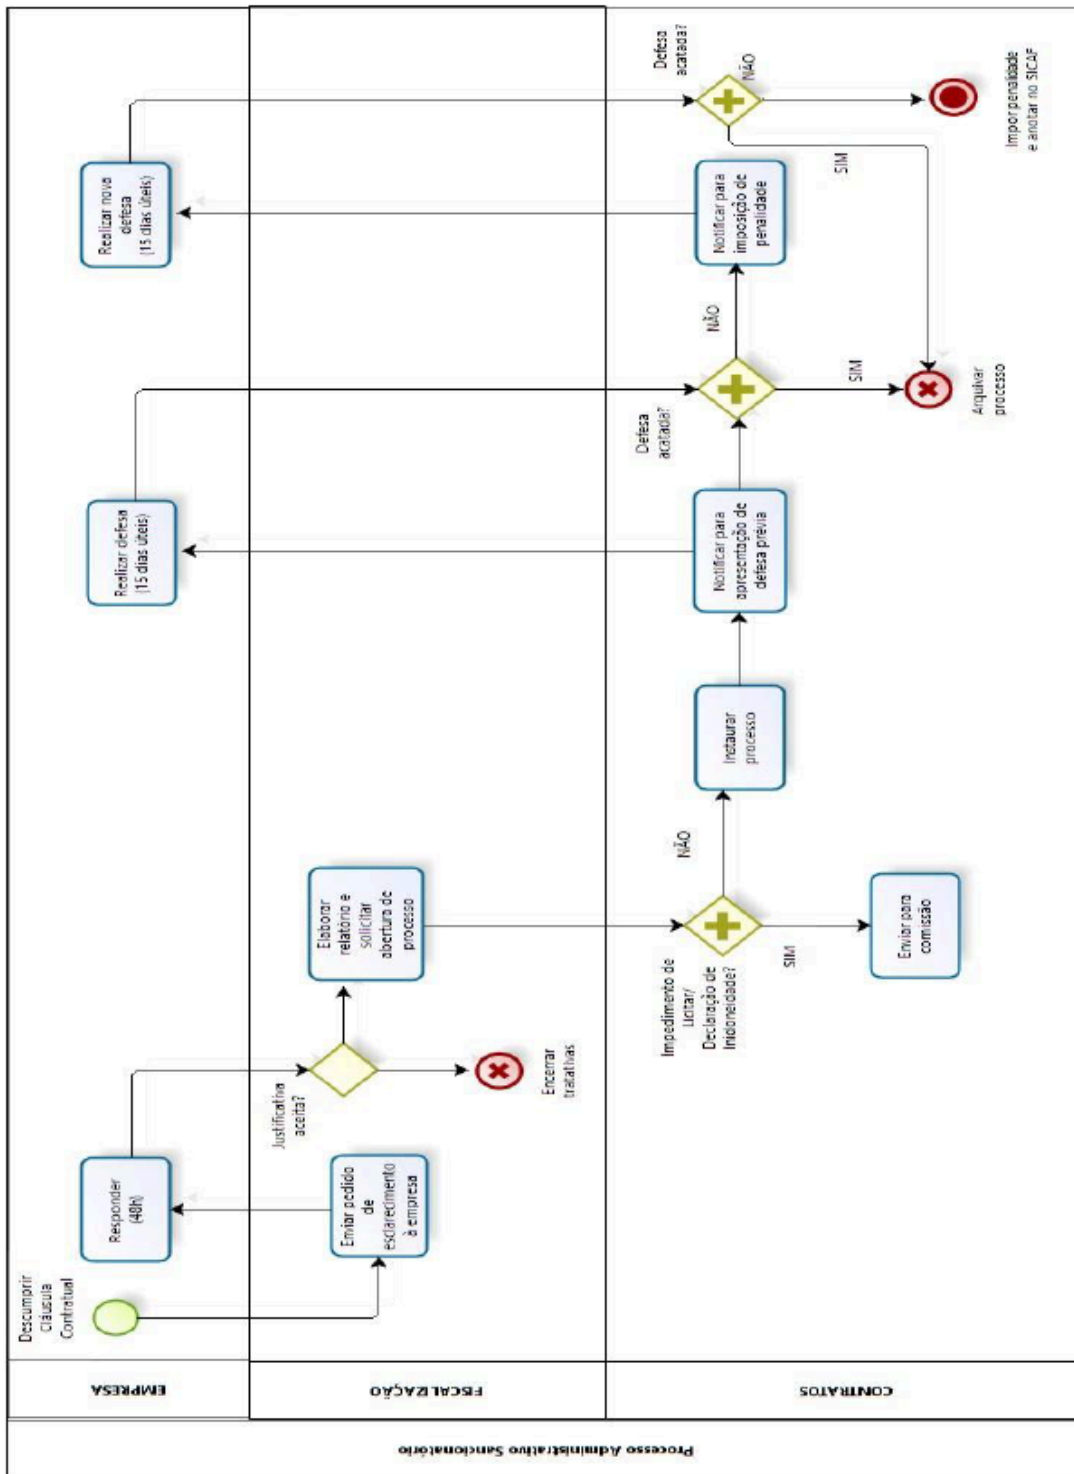 Processo Administrativo Sancionatório
EMPRESA
Descumprir
Cláusula
Contratual
Responder
(48h)
Realizar defesa
(15 dias úteis)
Realizar nova
defesa
(15 dias úteis)
FISCALIZAÇÃO
Enviar pedido
de
esclarecimento
à empresa
Justificativa
aceita?
Encerrar
tratativas
Elaborar
relatório e
solicitar
abertura de
processo
CONTRATOS
Impedimento de
Licitar/
Declaração de
Inidoneidade?
SIM
NÃO
Enviar para
comissão
Instaurar
processo
Notificar para
apresentação de
defesa prévia
Defesa
acatada?
SIM
NÃO
Arquivar
processo
Notificar para
imposição de
penalidade
Defesa
acatada?
SIM
NÃO
Impor penalidade
e anotar no SICAF